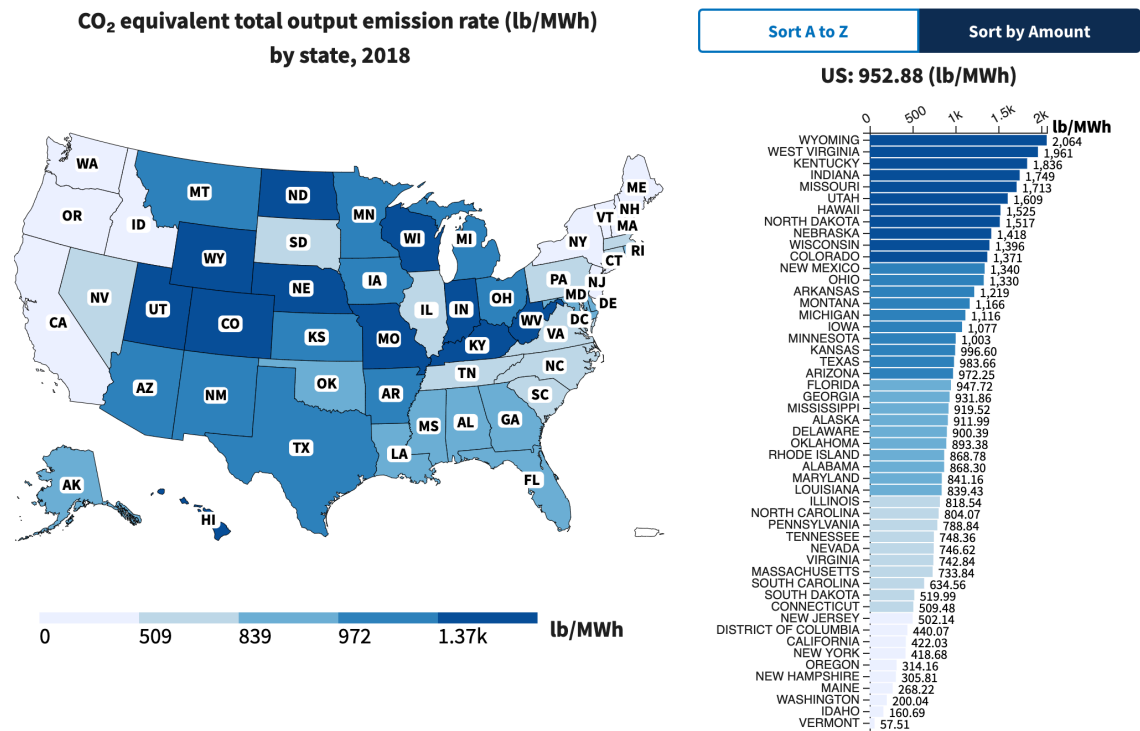 CO₂ equivalent total output emission rate (lb/MWh)
by state, 2018
WA
OR
CA
ID
NV
MT
WY
UT
CO
AZ
NM
ND
SD
NE
KS
OK
TX
MN
IA
MO
AR
LA
WI
IL
MI
IN
OH
KY
TN
MS
AL
GA
FL
SC
NC
VA
WV
DC
MD
DE
PA
NJ
NY
CT
RI
MA
VT
NH
ME
AK
HI
0
509
839
972
1.37k
lb/MWh
Sort A to Z
Sort by Amount
US: 952.88 (lb/MWh)
0
500
1k
1.5k
2k
lb/MWh
WYOMING 2,064
WEST VIRGINIA 1,961
KENTUCKY 1,836
INDIANA 1,749
MISSOURI 1,713
UTAH 1,609
HAWAII 1,525
NORTH DAKOTA 1,517
NEBRASKA 1,418
WISCONSIN 1,396
COLORADO 1,371
NEW MEXICO 1,340
OHIO 1,330
ARKANSAS 1,219
MONTANA 1,166
MICHIGAN 1,116
IOWA 1,077
MINNESOTA 1,003
KANSAS 996.60
TEXAS 983.66
ARIZONA 972.25
FLORIDA 947.72
GEORGIA 931.86
MISSISSIPPI 919.52
ALASKA 911.99
DELAWARE 900.39
OKLAHOMA 893.38
RHODE ISLAND 868.78
ALABAMA 868.30
MARYLAND 841.16
LOUISIANA 839.43
ILLINOIS 818.54
NORTH CAROLINA 804.07
PENNSYLVANIA 788.84
TENNESSEE 748.36
NEVADA 746.62
VIRGINIA 742.84
MASSACHUSETTS 733.84
SOUTH CAROLINA 634.56
SOUTH DAKOTA 519.99
CONNECTICUT 509.48
NEW JERSEY 502.14
DISTRICT OF COLUMBIA 440.07
CALIFORNIA 422.03
NEW YORK 418.68
OREGON 314.16
NEW HAMPSHIRE 305.81
MAINE 268.22
WASHINGTON 200.04
IDAHO 160.69
VERMONT 57.51